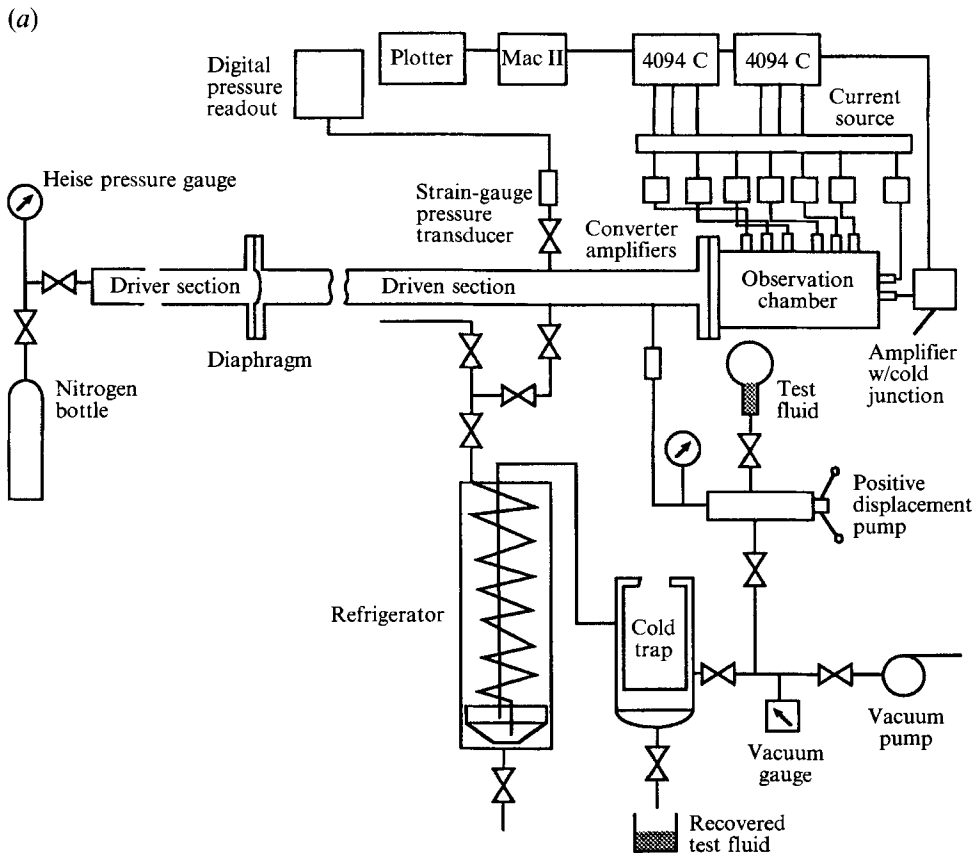 (a)
Digital
pressure
readout
Plotter
Mac II
4094 C
4094 C
Current
source
Heise pressure gauge
Strain-gauge
pressure
transducer
Converter
amplifiers
Driver section
Driven section
Observation
chamber
Diaphragm
Nitrogen
bottle
Test
fluid
Amplifier
w/cold
junction
Positive
displacement
pump
Refrigerator
Cold
trap
Vacuum
gauge
Vacuum
pump
Recovered
test fluid